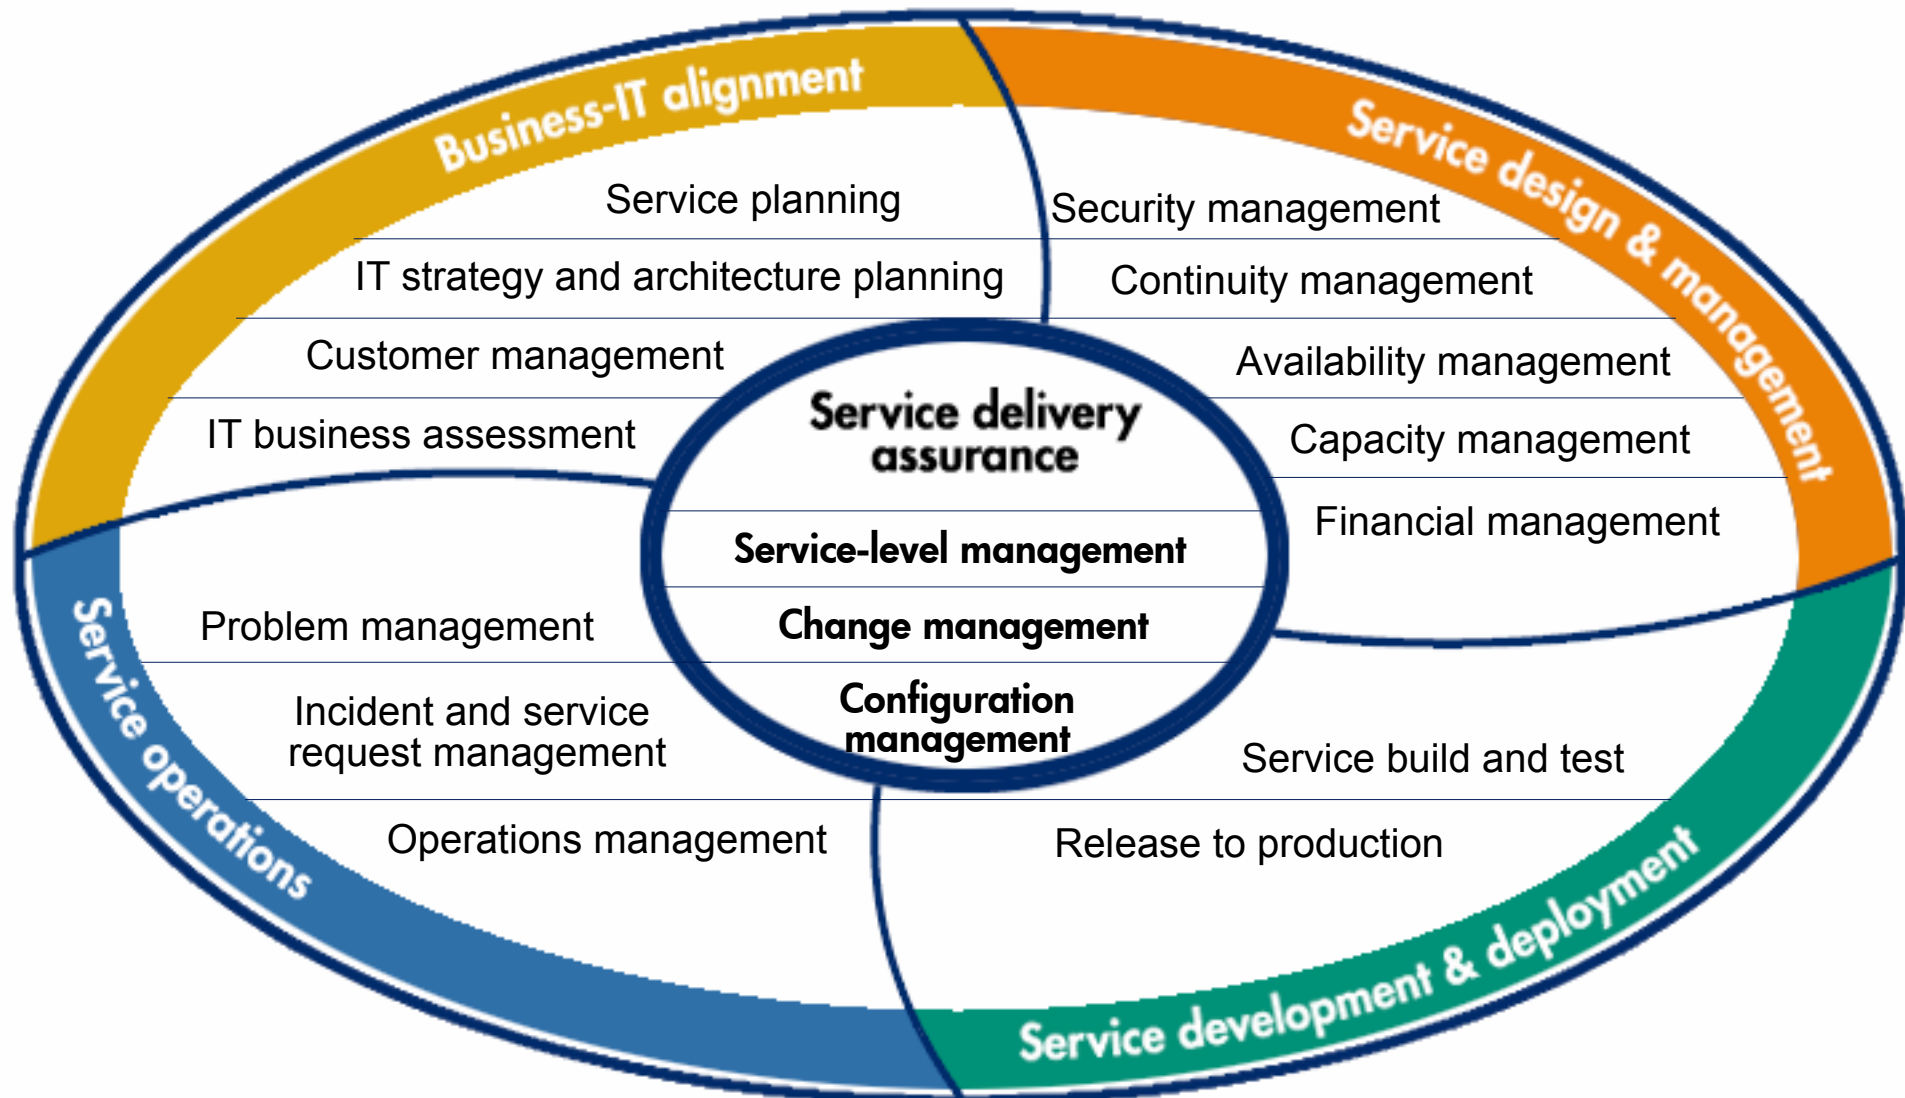 Business-IT alignment
Service planning
IT strategy and architecture planning
Customer management
IT business assessment
Service design & management
Security management
Continuity management
Availability management
Capacity management
Financial management
Service delivery
assurance
Service-level management
Change management
Configuration
management
Service operations
Problem management
Incident and service
request management
Operations management
Service build and test
Release to production
Service development & deployment